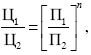 Ц₁/Ц₂ = [П₁/П₂]ⁿ,